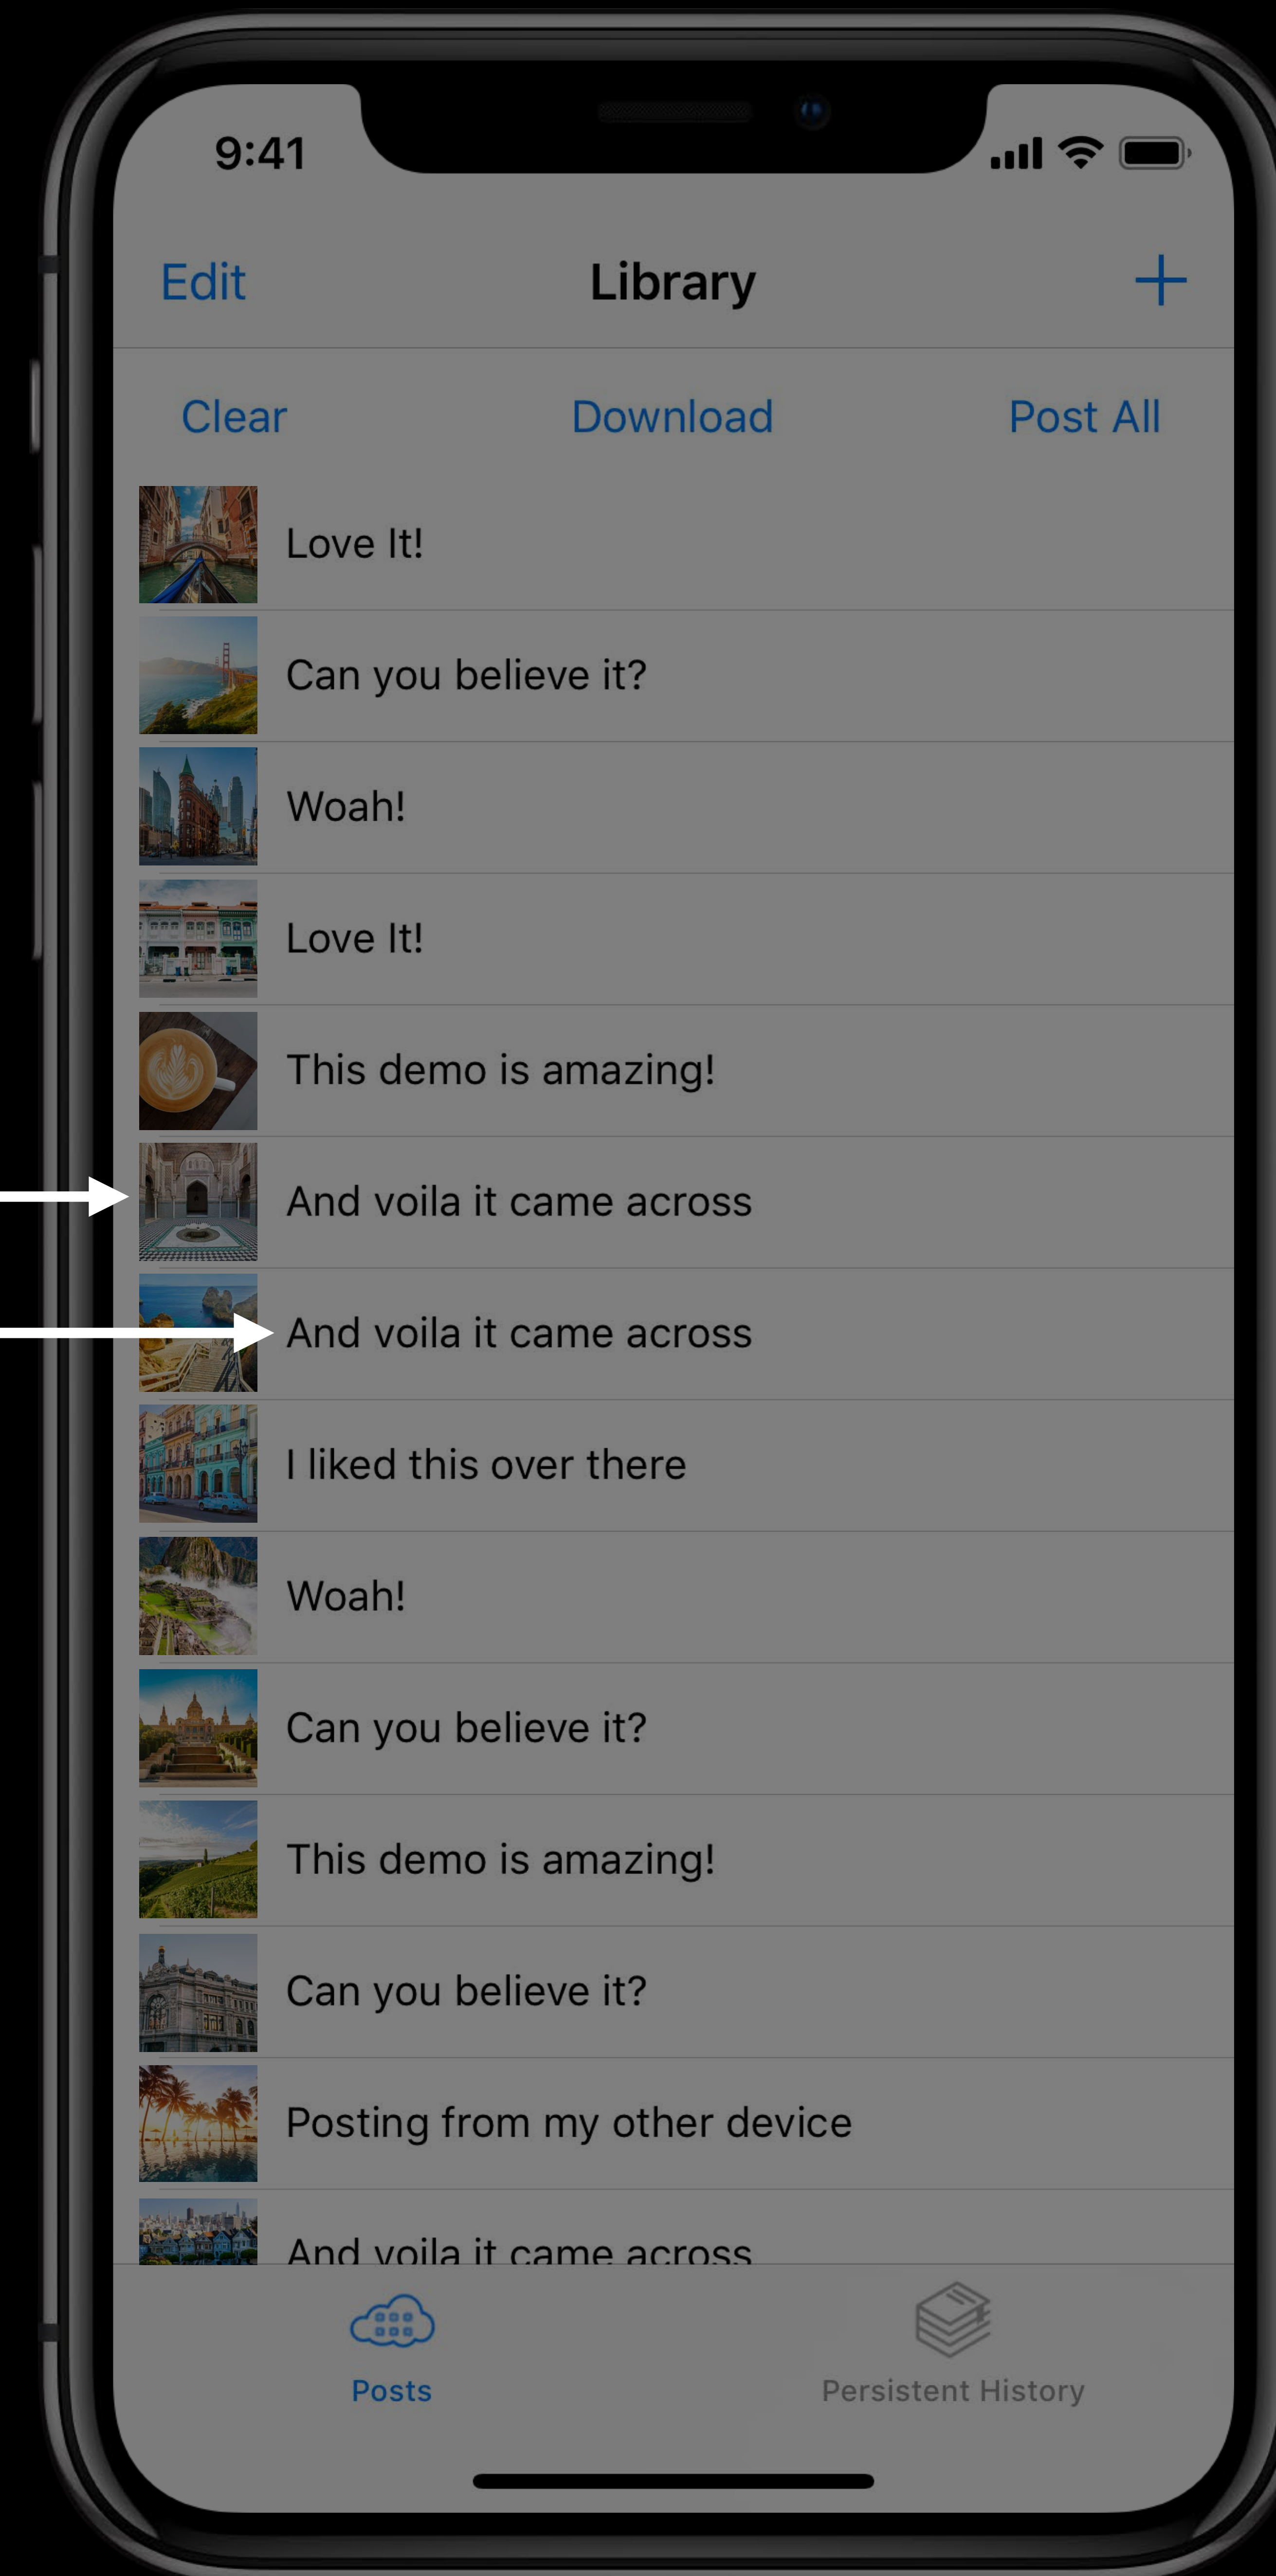 9:41
Edit Library +
Clear Download Post All
Love It!
Can you believe it?
Woah!
Love It!
This demo is amazing!
And voila it came across
And voila it came across
I liked this over there
Woah!
Can you believe it?
This demo is amazing!
Can you believe it?
Posting from my other device
And voila it came across
Posts Persistent History